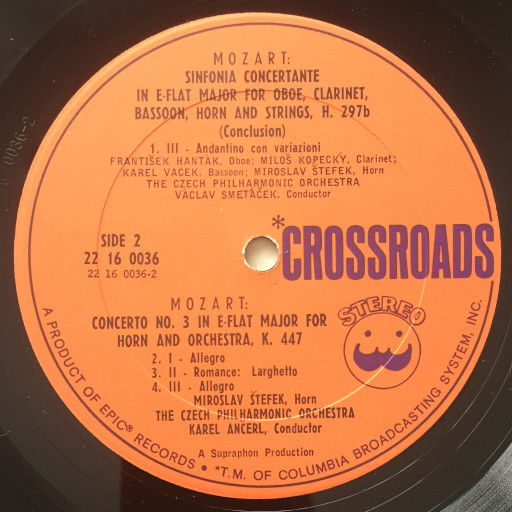 MOZART:
SINFONIA CONCERTANTE
IN E-FLAT MAJOR FOR OBOE, CLARINET,
BASSOON, HORN AND STRINGS, H. 297b
(Conclusion)
1. III - Andantino con variazioni
FRANTIŠEK HANTÁK, Oboe; MILOŠ KOPECKÝ, Clarinet;
KAREL VACEK, Bassoon; MIROSLAV ŠTEFEK, Horn
THE CZECH PHILHARMONIC ORCHESTRA
VÁCLAV SMETÁČEK, Conductor
SIDE 2
22 16 0036
22 16 0036-2
*CROSSROADS
MOZART:
CONCERTO NO. 3 IN E-FLAT MAJOR FOR
HORN AND ORCHESTRA, K. 447
2. I - Allegro
3. II - Romance: Larghetto
4. III - Allegro
MIROSLAV ŠTEFEK, Horn
THE CZECH PHILHARMONIC ORCHESTRA
KAREL ANČERL, Conductor
A Supraphon Production
STEREO
A PRODUCT OF EPIC® RECORDS • *T.M. OF COLUMBIA BROADCASTING SYSTEM, INC.
0036-2